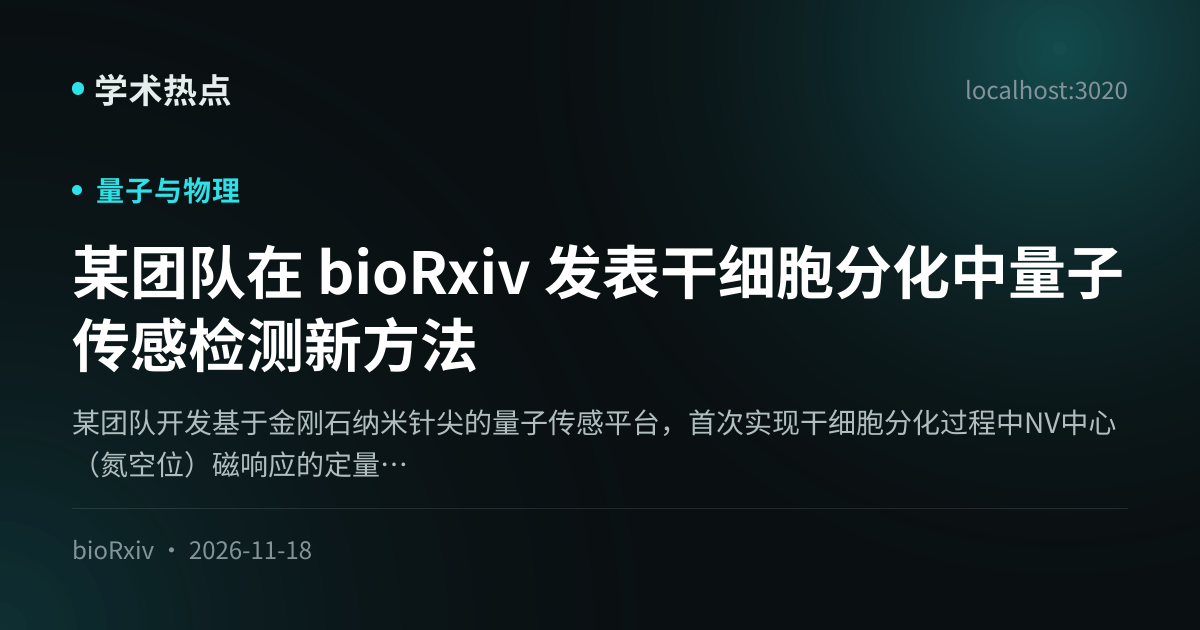 学术热点
localhost:3020
量子与物理
某团队在 bioRxiv 发表干细胞分化中量子
传感检测新方法
某团队开发基于金刚石纳米针尖的量子传感平台，首次实现干细胞分化过程中NV中心
（氮空位）磁响应的定量…
bioRxiv · 2026-11-18